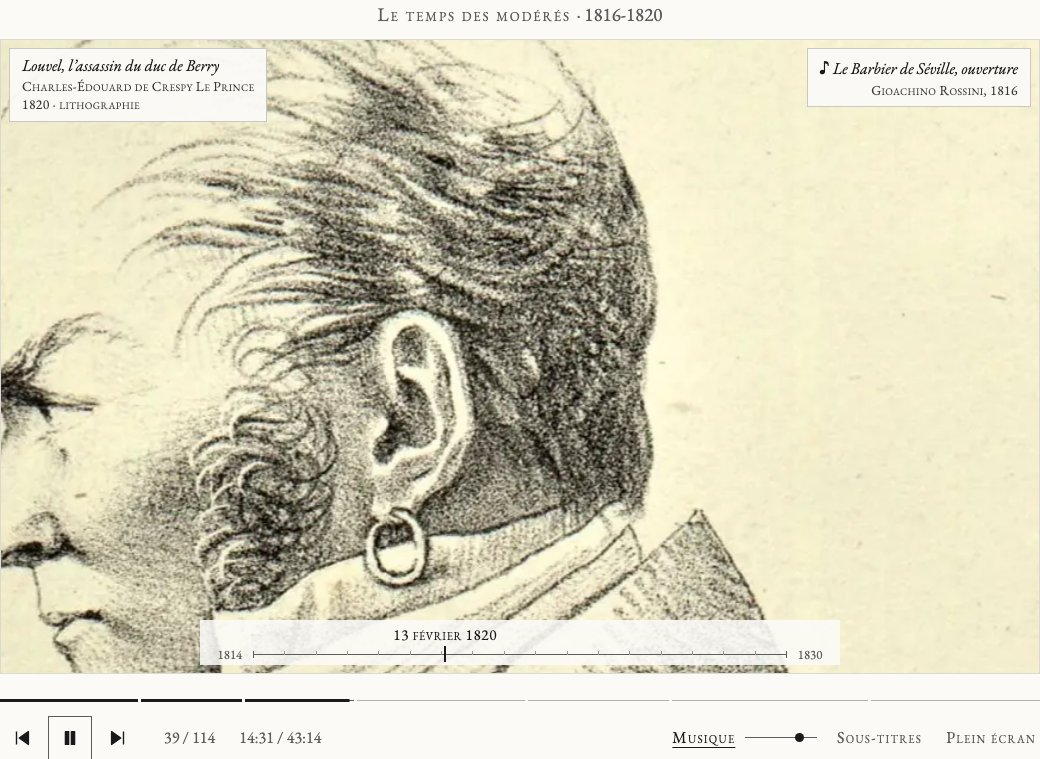 Le temps des modérés · 1816-1820
Louvel, l'assassin du duc de Berry
Charles-Édouard de Crespy Le Prince
1820 · lithographie
♪ Le Barbier de Séville, ouverture
Gioachino Rossini, 1816
13 février 1820
1814
1830
39 / 114
14:31 / 43:14
Musique
Sous-titres
Plein écran